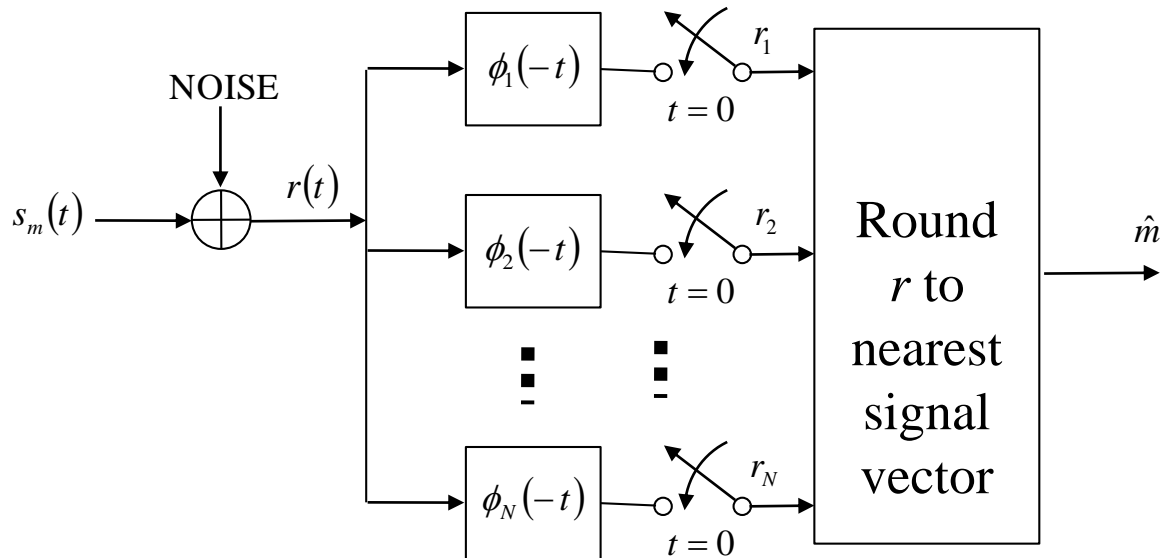 NOISE
s_m(t)
r(t)
ϕ_1(−t)
t = 0
r_1
ϕ_2(−t)
t = 0
r_2
ϕ_N(−t)
t = 0
r_N
Round
r to
nearest
signal
vector
m̂